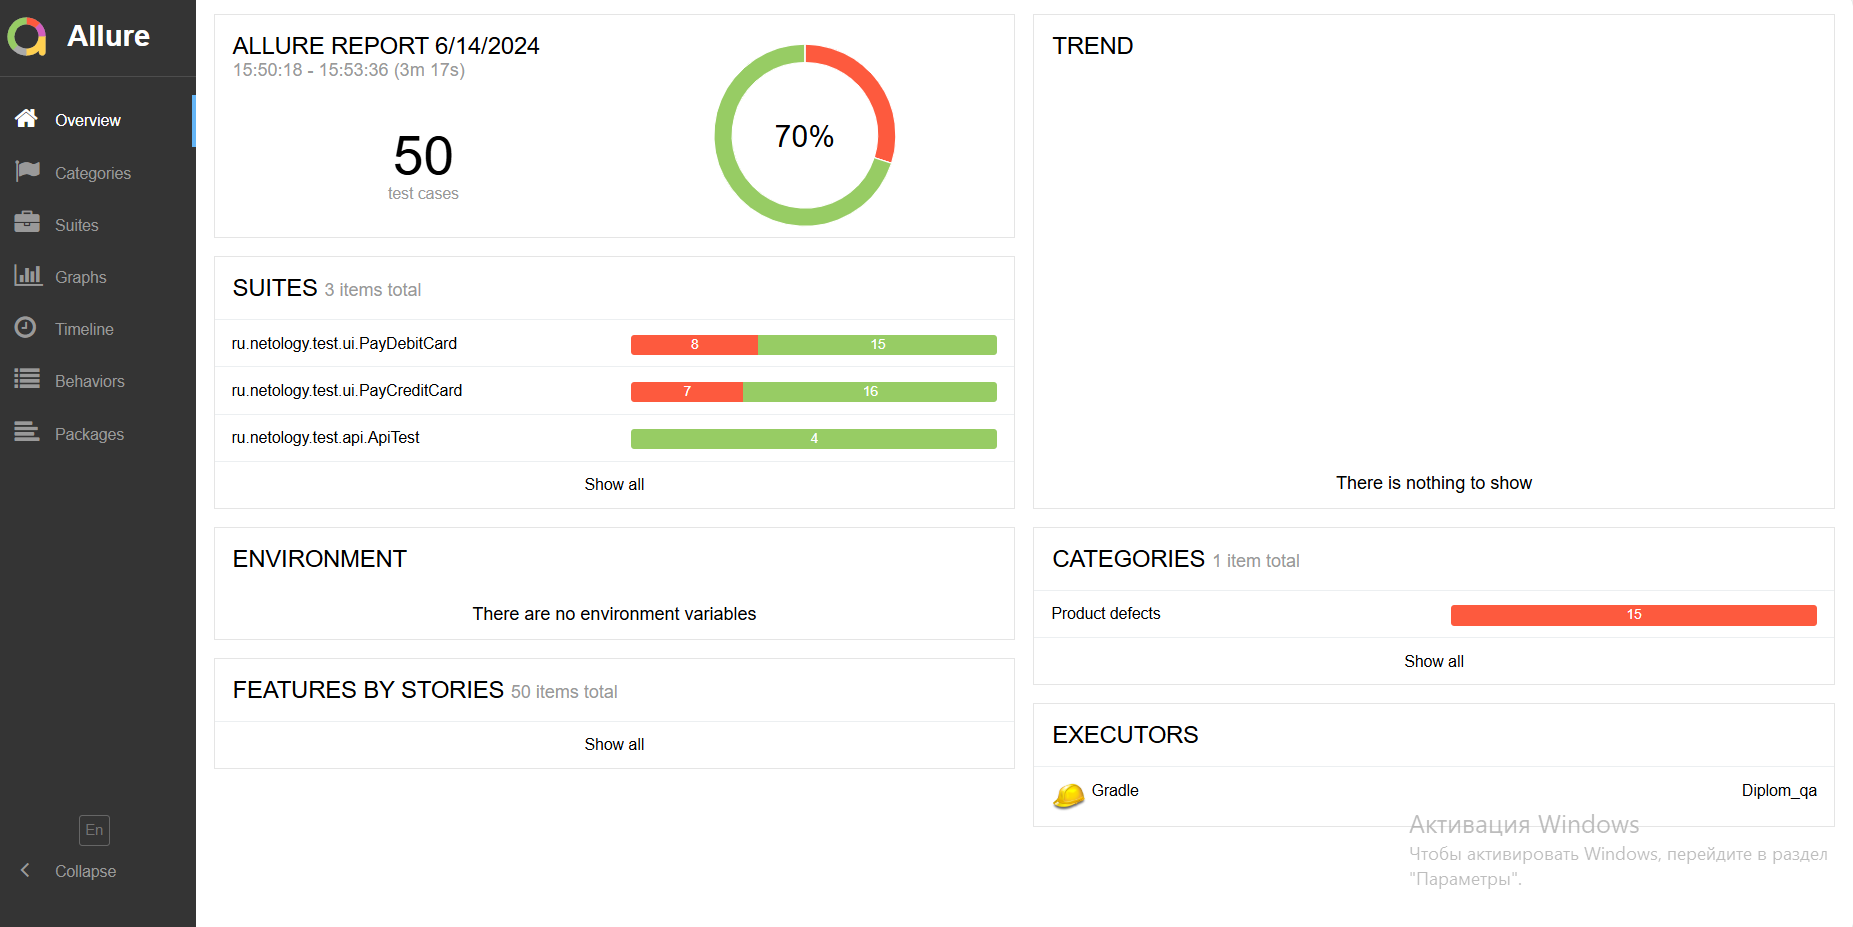 Allure
Overview
Categories
Suites
Graphs
Timeline
Behaviors
Packages
En
Collapse
ALLURE REPORT 6/14/2024
15:50:18 - 15:53:36 (3m 17s)
50
test cases
70%
SUITES 3 items total
ru.netology.test.ui.PayDebitCard 8 15
ru.netology.test.ui.PayCreditCard 7 16
ru.netology.test.api.ApiTest 4
Show all
ENVIRONMENT
There are no environment variables
FEATURES BY STORIES 50 items total
Show all
TREND
There is nothing to show
CATEGORIES 1 item total
Product defects 15
Show all
EXECUTORS
Gradle Diplom_qa
Активация Windows
Чтобы активировать Windows, перейдите в раздел
"Параметры".